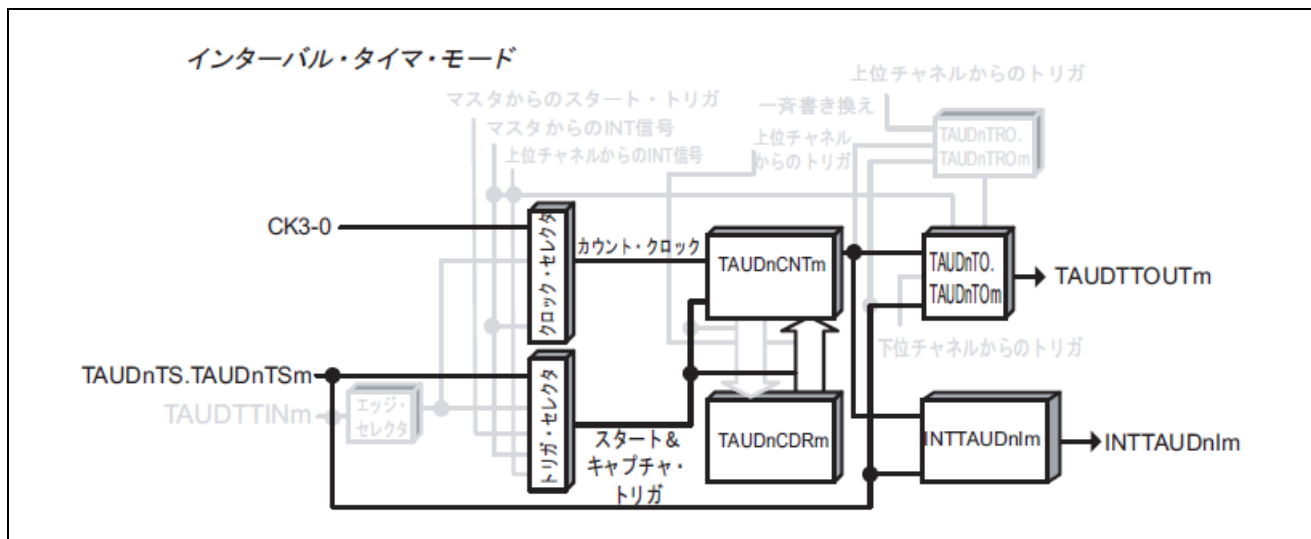 インターバル・タイマ・モード
上位チャネルからのトリガ
マスタからのスタート・トリガ
一斉書き換え
マスタからのINT信号
上位チャネル
からのトリガ
上位チャネルからのINT信号
TAUDnTRO.
TAUDnTROm
CK3-0
クロック・セレクタ
カウント・クロック
TAUDnCNTm
TAUDnTO.
TAUDnTOm
TAUDTTOUTm
下位チャネルからのトリガ
TAUDnTS.TAUDnTSm
TAUDTTINm
エッジ・
セレクタ
トリガ・セレクタ
スタート&
キャプチャ・
トリガ
TAUDnCDRm
INTTAUDnIm
INTTAUDnIm